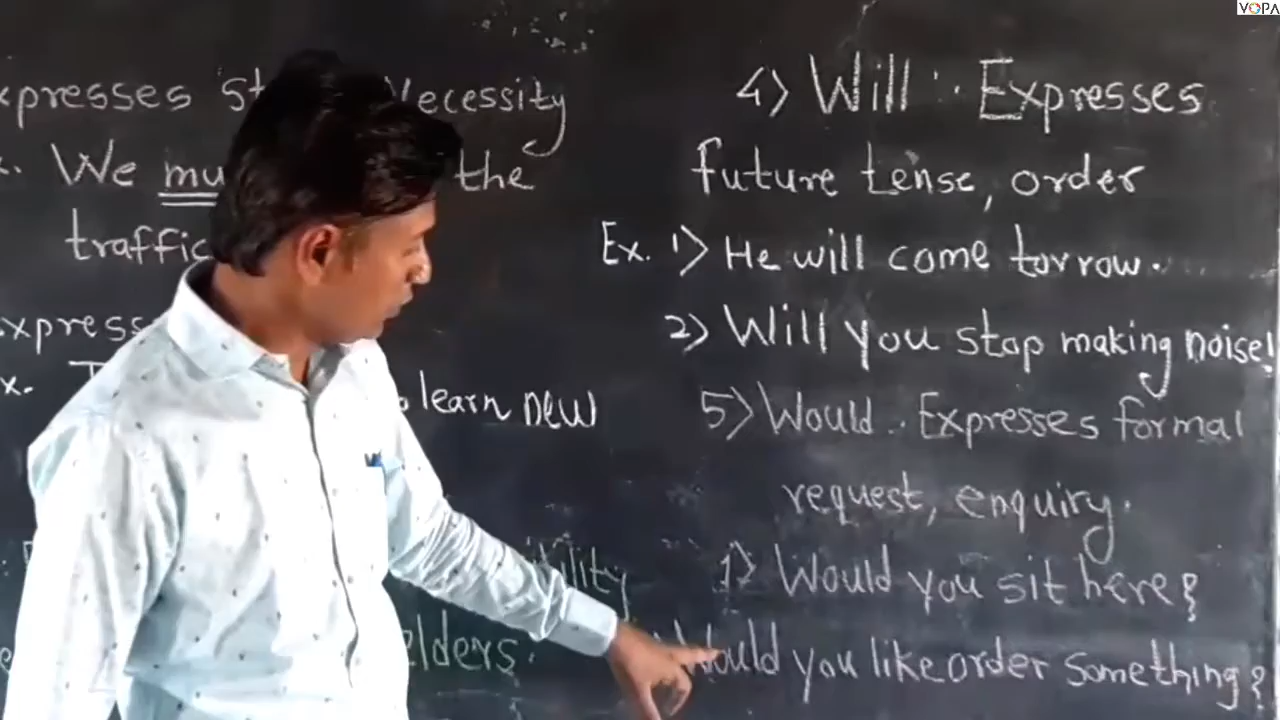 VOPA
xpresses st Necessity
We mu the
traffic
xpress
x. T learn new
ility
elders.
4) Will :- Expresses
future tense, order
Ex. 1) He will come torrow.
2) Will you stop making noise!
5) Would :- Expresses formal
request, enquiry.
1) Would you sit here?
Would you like order something?